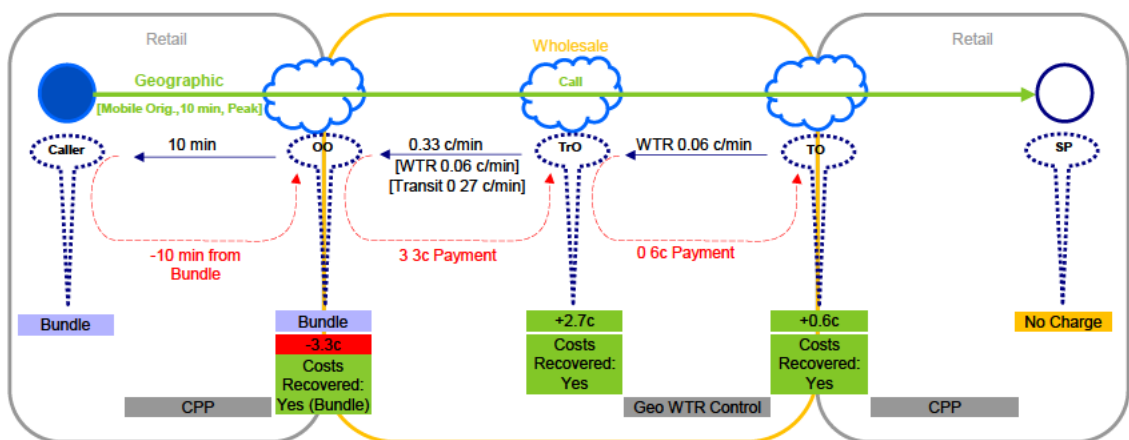 Retail
Wholesale
Retail
Geographic
Call
[Mobile Orig.,10 min, Peak]
Caller
10 min
OO
0.33 c/min
[WTR 0.06 c/min]
[Transit 0 27 c/min]
TrO
WTR 0.06 c/min
TO
SP
-10 min from
Bundle
3 3c Payment
0 6c Payment
Bundle
Bundle
-3.3c
Costs
Recovered:
Yes (Bundle)
+2.7c
Costs
Recovered:
Yes
+0.6c
Costs
Recovered:
Yes
No Charge
CPP
Geo WTR Control
CPP